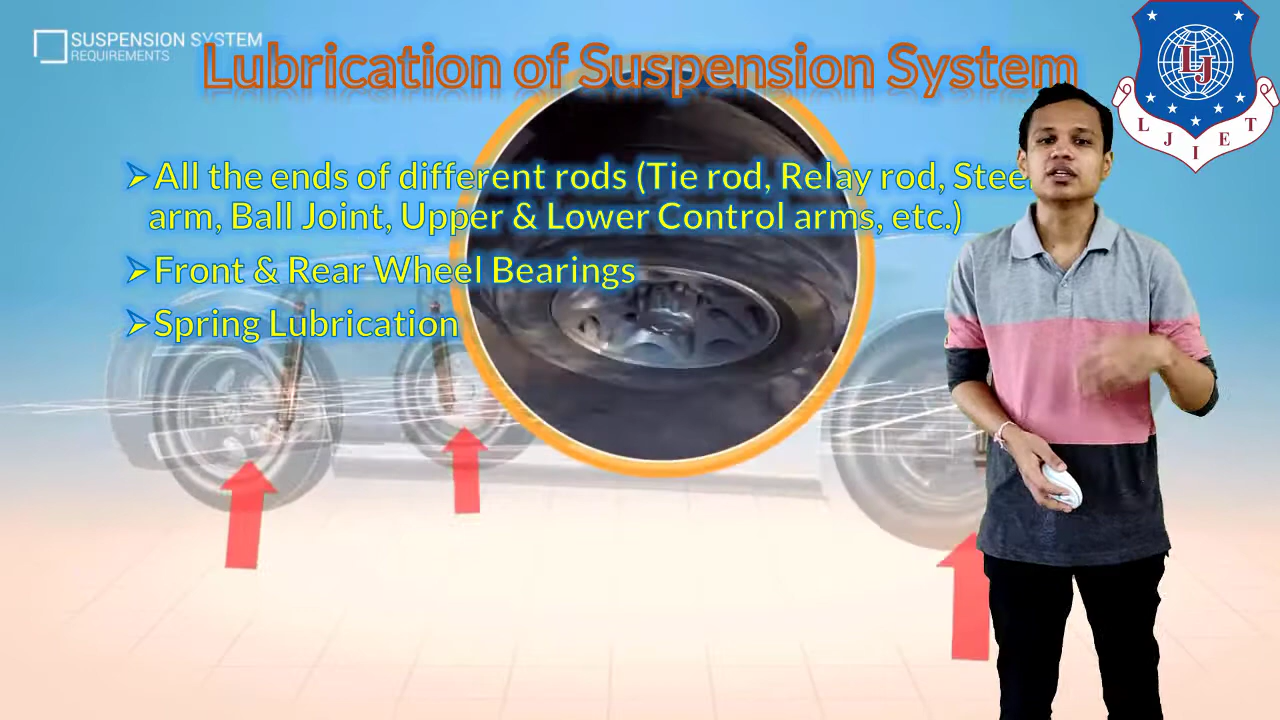 SUSPENSION SYSTEM
REQUIREMENTS
Lubrication of Suspension System
➢All the ends of different rods (Tie rod, Relay rod,
arm, Ball Joint, Upper & Lower Control arms, etc.)
➢Front & Rear Wheel Bearings
➢Spring Lubrication
LJ
L J I E T